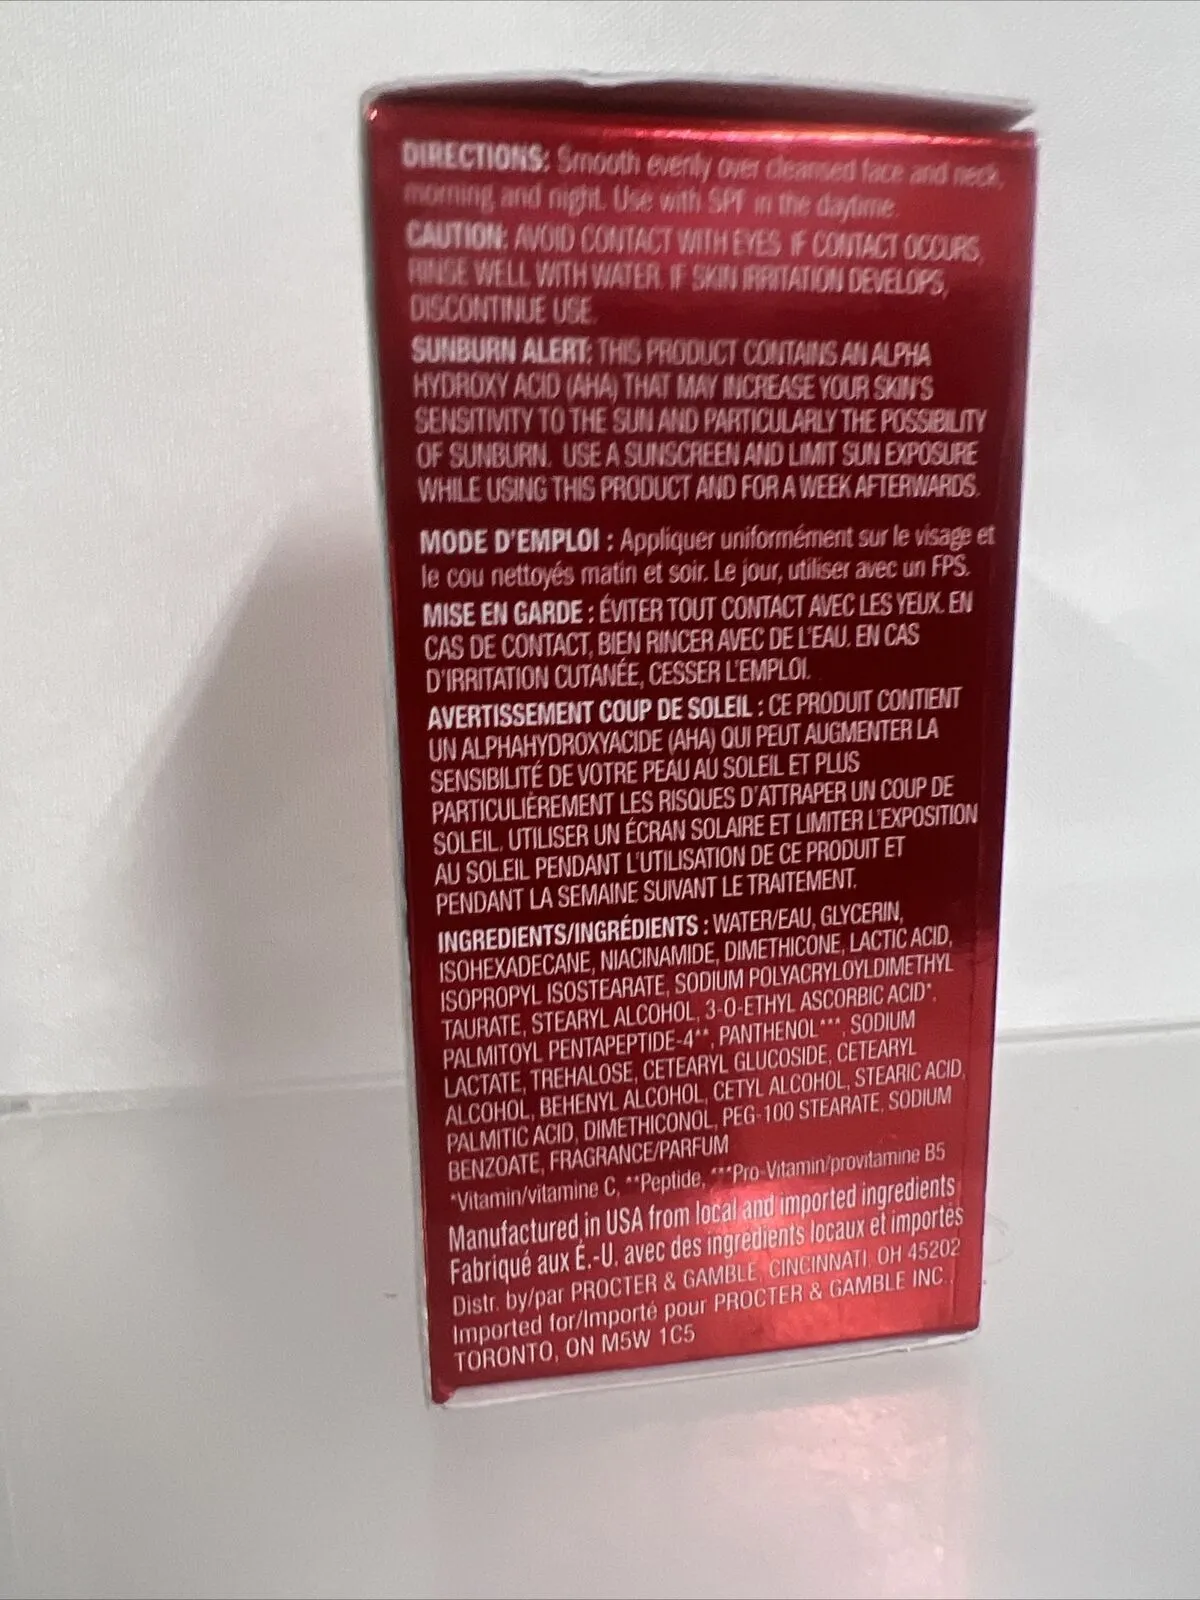 DIRECTIONS: Smooth evenly over cleansed face and neck,
morning and night. Use with SPF in the daytime.
CAUTION: AVOID CONTACT WITH EYES. IF CONTACT OCCURS,
RINSE WELL WITH WATER. IF SKIN IRRITATION DEVELOPS,
DISCONTINUE USE.
SUNBURN ALERT: THIS PRODUCT CONTAINS AN ALPHA
HYDROXY ACID (AHA) THAT MAY INCREASE YOUR SKIN'S
SENSITIVITY TO THE SUN AND PARTICULARLY THE POSSIBILITY
OF SUNBURN. USE A SUNSCREEN AND LIMIT SUN EXPOSURE
WHILE USING THIS PRODUCT AND FOR A WEEK AFTERWARDS.
MODE D'EMPLOI : Appliquer uniformément sur le visage et
le cou nettoyés matin et soir. Le jour, utiliser avec un FPS.
MISE EN GARDE : ÉVITER TOUT CONTACT AVEC LES YEUX. EN
CAS DE CONTACT, BIEN RINCER AVEC DE L'EAU. EN CAS
D'IRRITATION CUTANÉE, CESSER L'EMPLOI.
AVERTISSEMENT COUP DE SOLEIL : CE PRODUIT CONTIENT
UN ALPHAHYDROXYACIDE (AHA) QUI PEUT AUGMENTER LA
SENSIBILITÉ DE VOTRE PEAU AU SOLEIL ET PLUS
PARTICULIÈREMENT LES RISQUES D'ATTRAPER UN COUP DE
SOLEIL. UTILISER UN ÉCRAN SOLAIRE ET LIMITER L'EXPOSITION
AU SOLEIL PENDANT L'UTILISATION DE CE PRODUIT ET
PENDANT LA SEMAINE SUIVANT LE TRAITEMENT.
INGREDIENTS/INGRÉDIENTS : WATER/EAU, GLYCERIN,
ISOHEXADECANE, NIACINAMIDE, DIMETHICONE, LACTIC ACID,
ISOPROPYL ISOSTEARATE, SODIUM POLYACRYLOYLDIMETHYL
TAURATE, STEARYL ALCOHOL, 3-O-ETHYL ASCORBIC ACID*,
PALMITOYL PENTAPEPTIDE-4**, PANTHENOL***, SODIUM
LACTATE, TREHALOSE, CETEARYL GLUCOSIDE, CETEARYL
ALCOHOL, BEHENYL ALCOHOL, CETYL ALCOHOL, STEARIC ACID,
PALMITIC ACID, DIMETHICONOL, PEG-100 STEARATE, SODIUM
BENZOATE, FRAGRANCE/PARFUM
*Vitamin/vitamine C, **Peptide, ***Pro-Vitamin/provitamine B5
Manufactured in USA from local and imported ingredients
Fabriqué aux É.-U. avec des ingrédients locaux et importés
Distr. by/par PROCTER & GAMBLE, CINCINNATI, OH 45202
Imported for/Importé pour PROCTER & GAMBLE INC.,
TORONTO, ON M5W 1C5